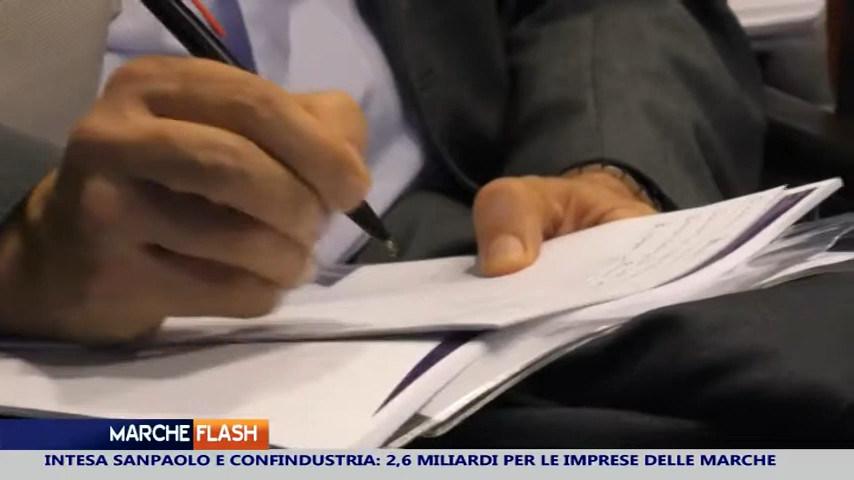 MARCHE FLASH
INTESA SANPAOLO E CONFINDUSTRIA: 2,6 MILIARDI PER LE IMPRESE DELLE MARCHE